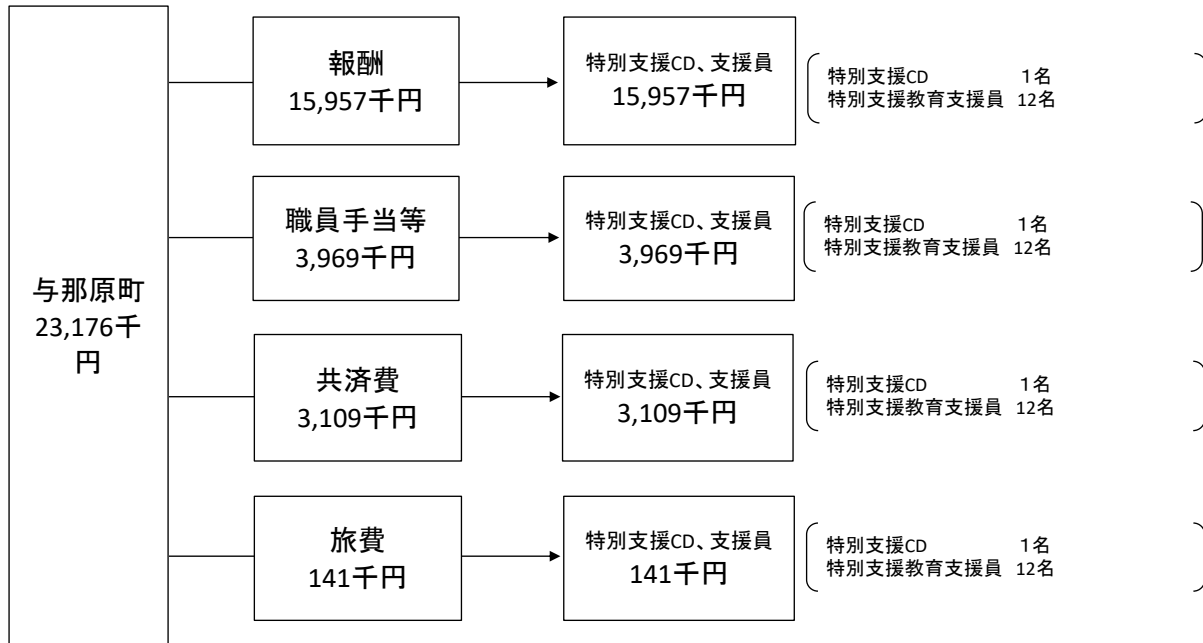 与那原町
23,176千
円
報酬
15,957千円
特別支援CD、支援員
15,957千円
特別支援CD 1名
特別支援教育支援員 12名
職員手当等
3,969千円
特別支援CD、支援員
3,969千円
特別支援CD 1名
特別支援教育支援員 12名
共済費
3,109千円
特別支援CD、支援員
3,109千円
特別支援CD 1名
特別支援教育支援員 12名
旅費
141千円
特別支援CD、支援員
141千円
特別支援CD 1名
特別支援教育支援員 12名